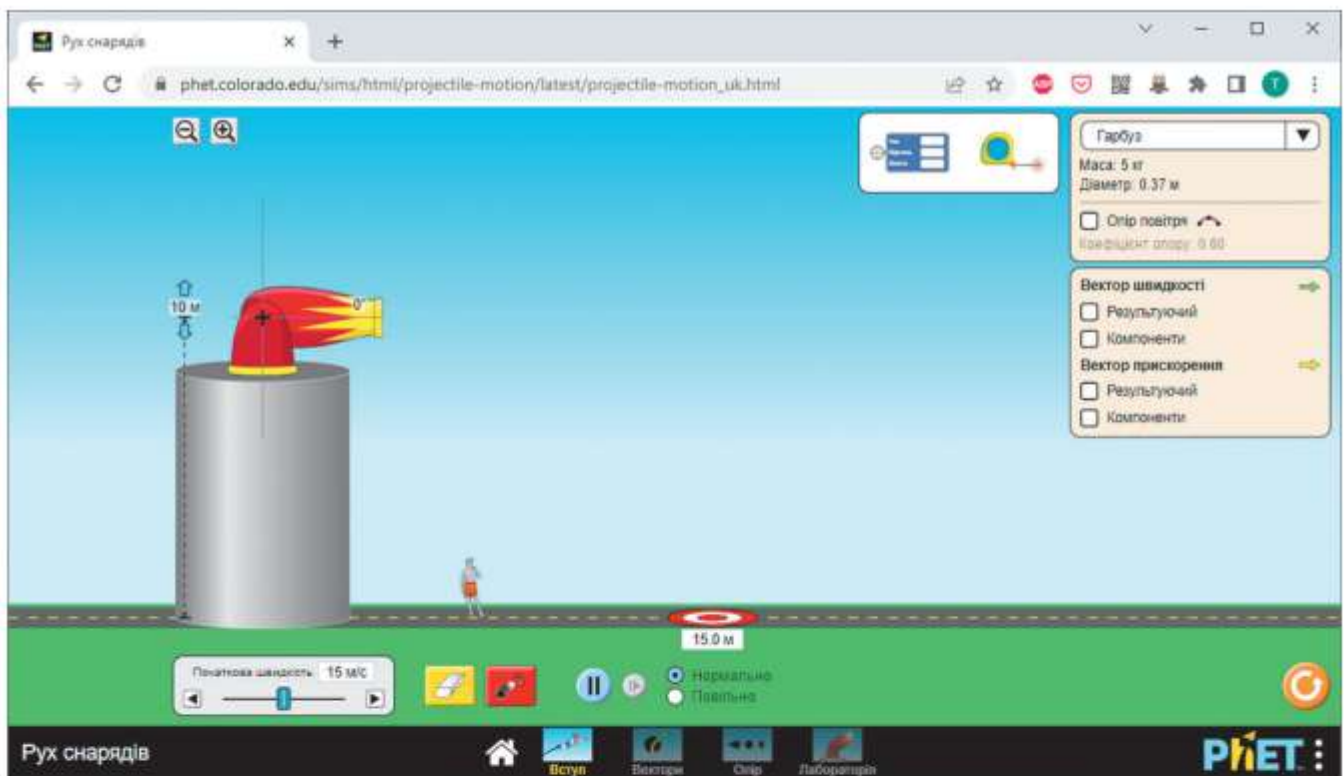 Рух снарядів
phet.colorado.edu/sims/html/projectile-motion/latest/projectile-motion_uk.html
Гарбуз
Маса: 5 кг
Діаметр: 0.37 м
Опір повітря
Коефіцієнт опору: 0.60
Вектор швидкості
Результуючий
Компоненти
Вектор прискорення
Результуючий
Компоненти
10 м
0°
15.0 м
Початкова швидкість 15 м/с
Нормально
Повільно
Рух снарядів
Вступ
Вектори
Опір
Лабораторія
PhET